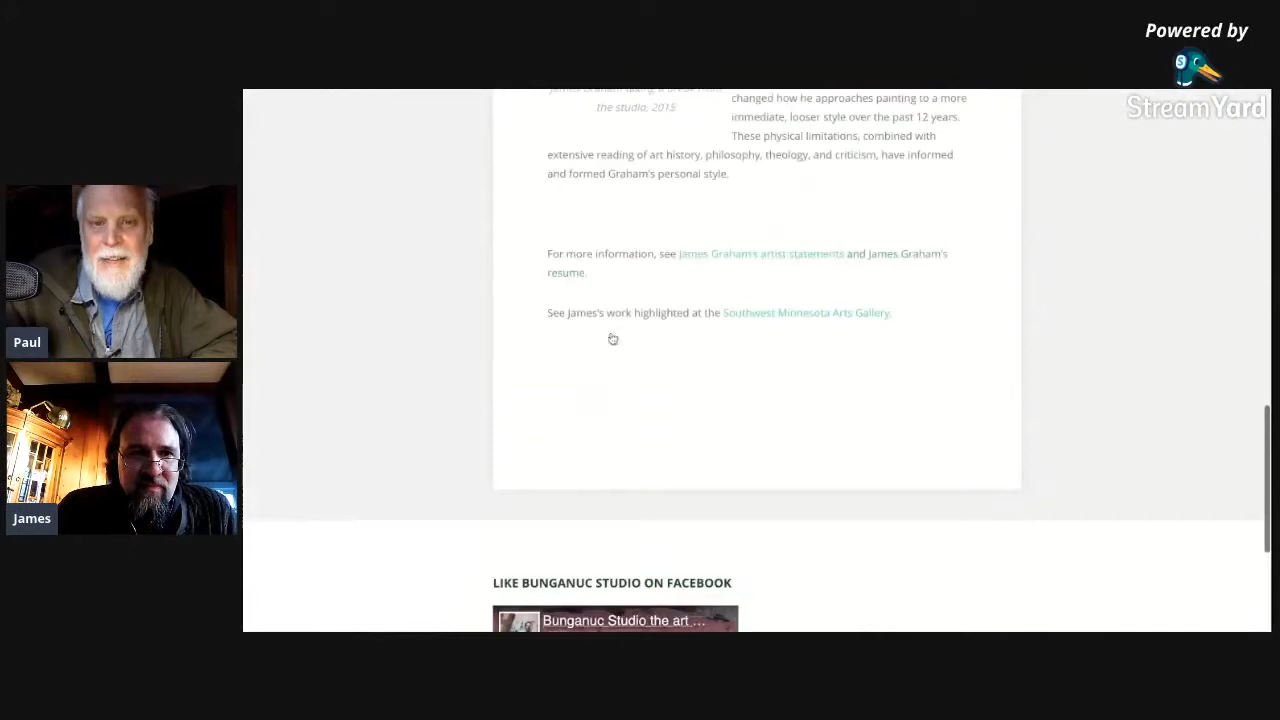 Powered by
StreamYard
the studio, 2015
changed how he approaches painting to a more
immediate, looser style over the past 12 years.
These physical limitations, combined with
extensive reading of art history, philosophy, theology, and criticism, have informed
and formed Graham's personal style.
For more information, see James Graham's artist statements and James Graham's
resume.
See James's work highlighted at the Southwest Minnesota Arts Gallery.
Paul
James
LIKE BUNGANUC STUDIO ON FACEBOOK
Bunganuc Studio the art ...